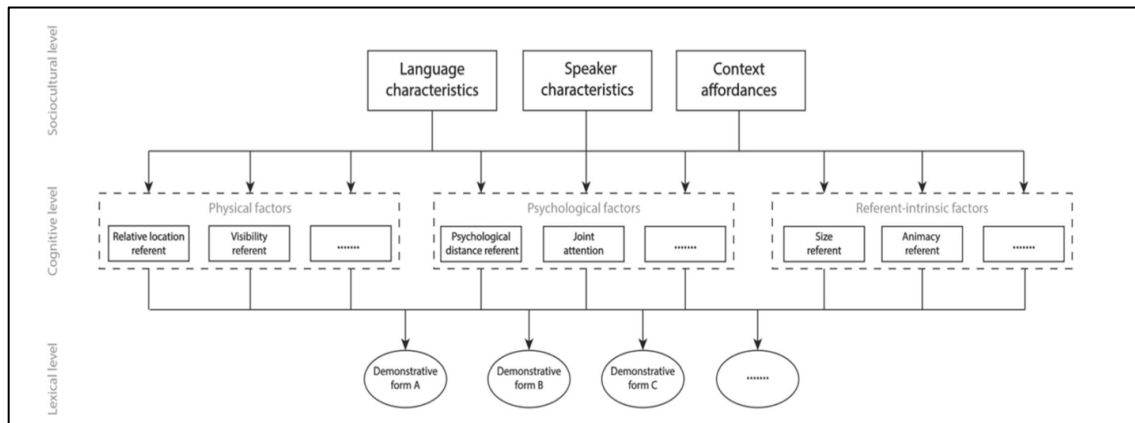 Sociocultural level
Language
characteristics
Speaker
characteristics
Context
affordances
Cognitive level
Physical factors
Relative location
referent
Visibility
referent
.......
Psychological factors
Psychological
distance referent
Joint
attention
.......
Referent-intrinsic factors
Size
referent
Animacy
referent
.......
Lexical level
Demonstrative
form A
Demonstrative
form B
Demonstrative
form C
.......